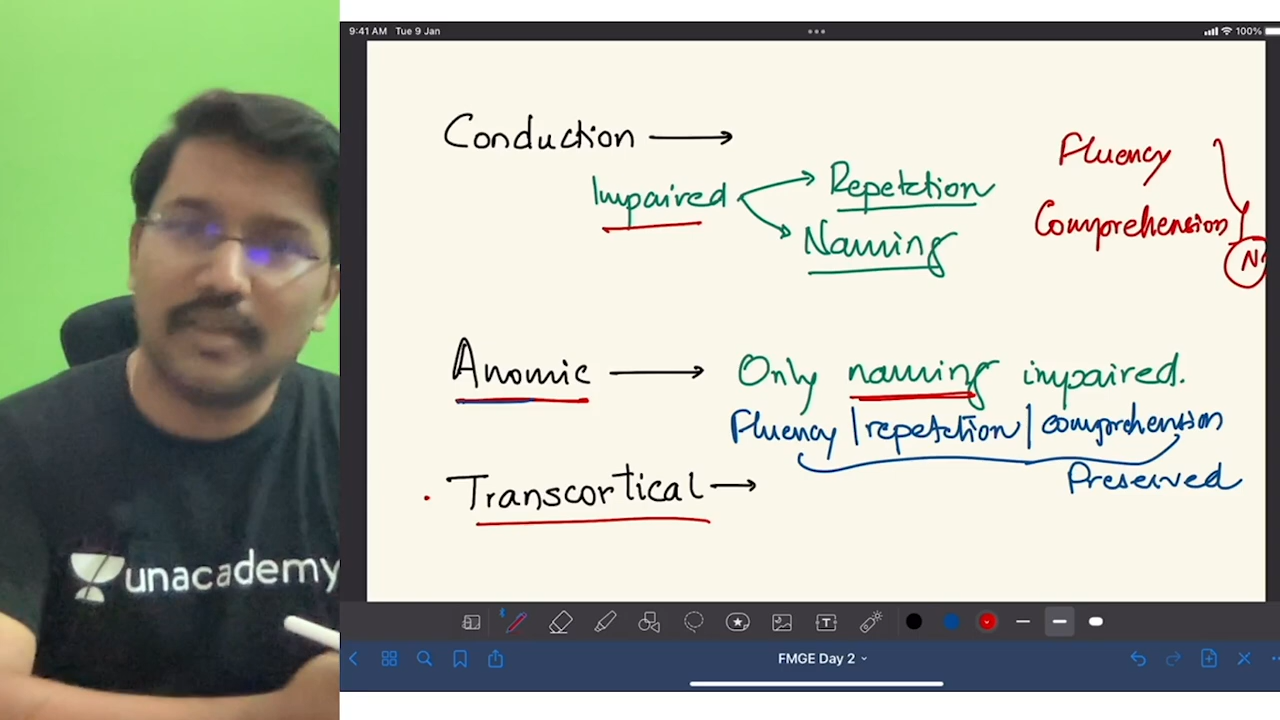 9:41 AM Tue 9 Jan
100%
Conduction →
Impaired
Repetition
Naming
Fluency
Comprehension
N
Anomic → Only naming impaired.
Fluency | repetition | comprehension
Preserved
Transcortical →
unacademy
T
FMGE Day 2